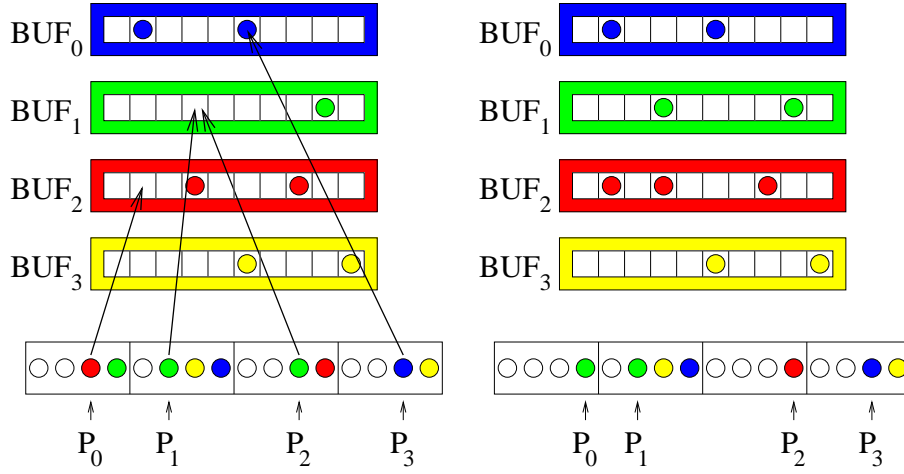 BUF₀ BUF₀
BUF₁ BUF₁
BUF₂ BUF₂
BUF₃ BUF₃
P₀ P₁ P₂ P₃ P₀ P₁ P₂ P₃